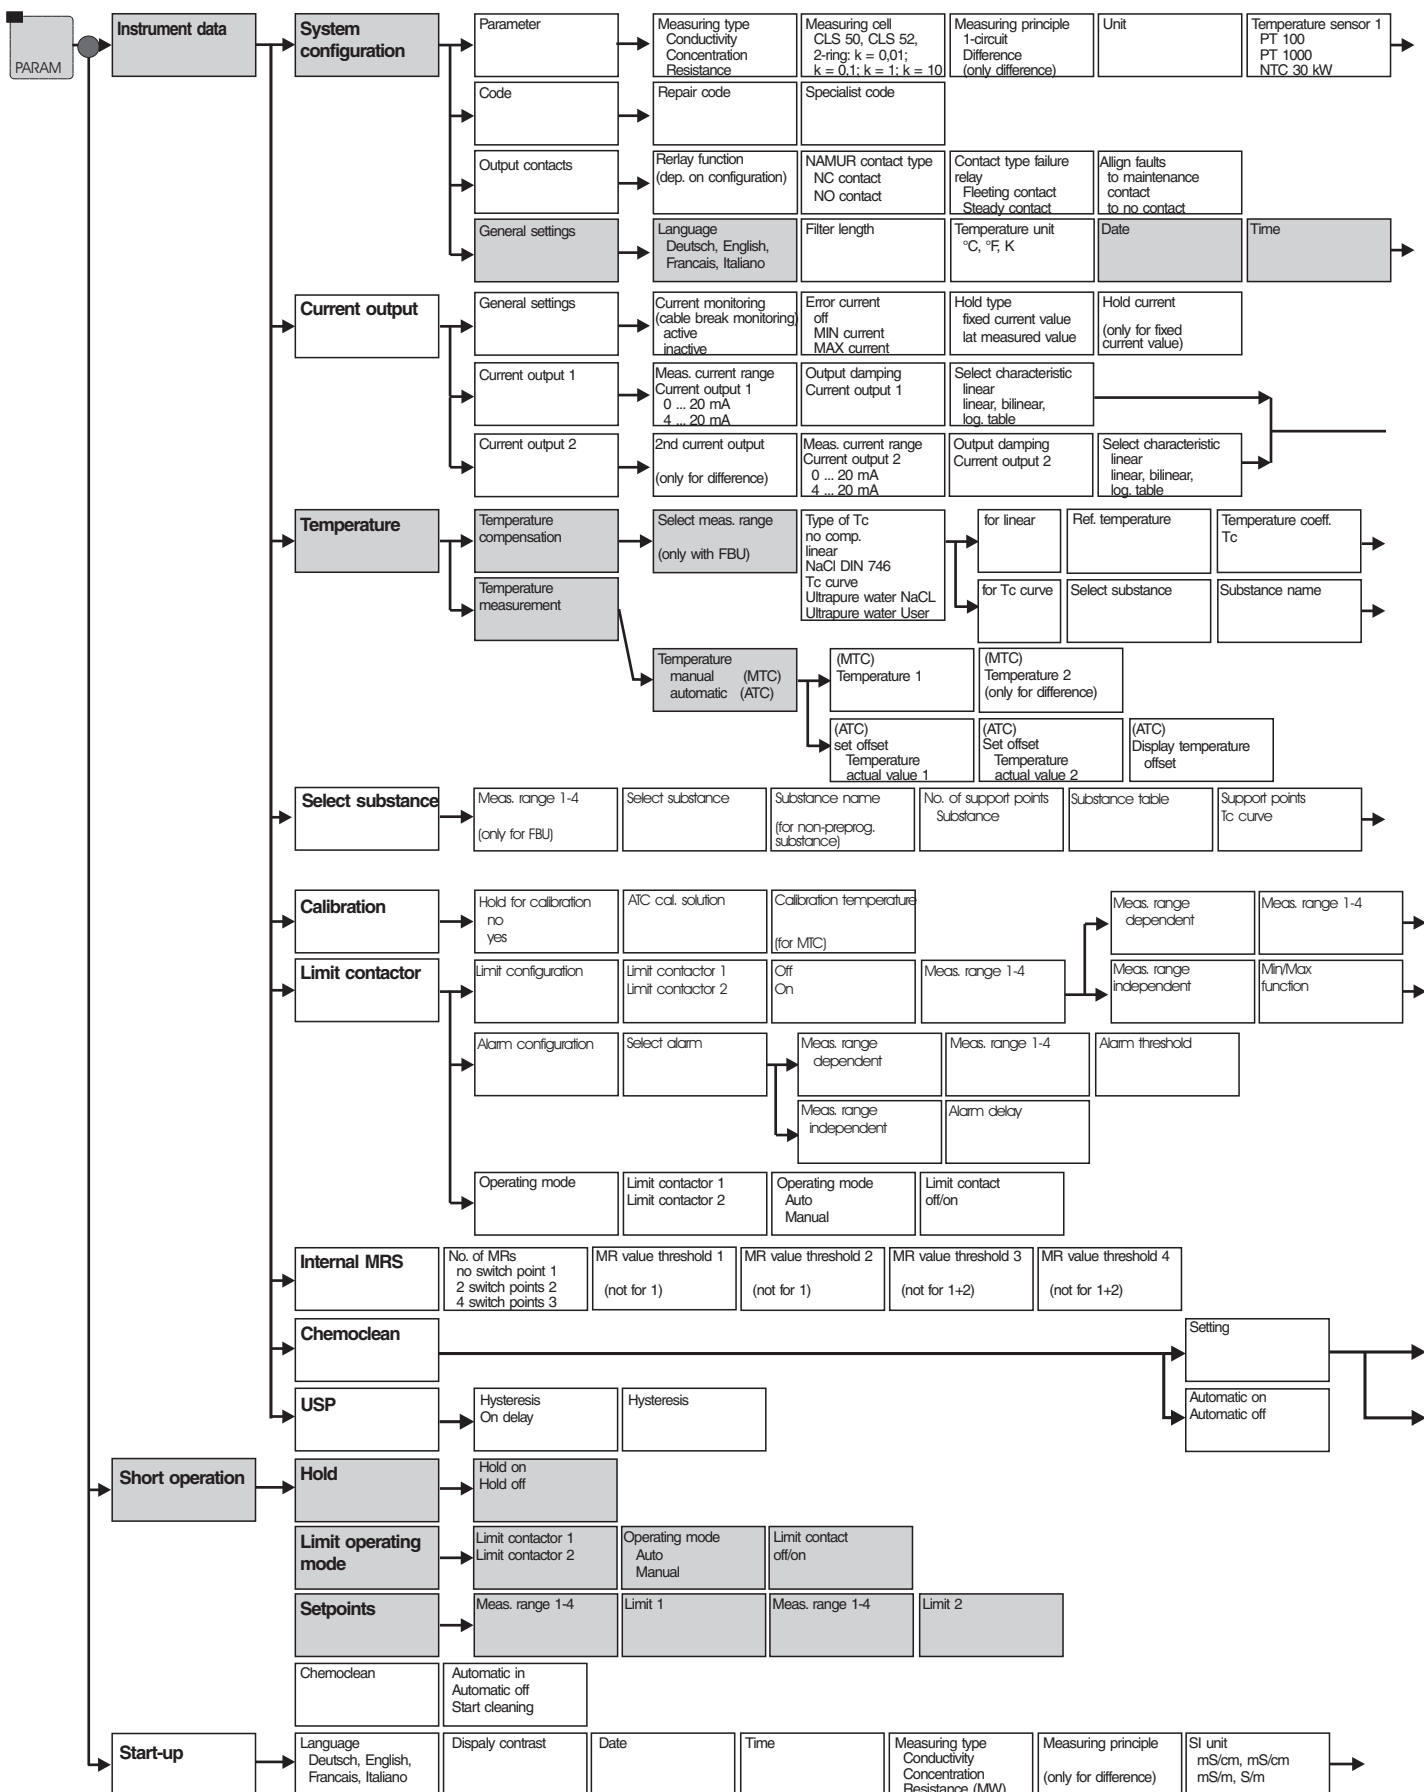 PARAM
Instrument data
System
configuration
Parameter
Measuring type
Conductivity
Concentration
Resistance
Measuring cell
CLS 50, CLS 52,
2-ring: k = 0,01;
k = 0,1; k = 1; k = 10
Measuring principle
1-circuit
Difference
(only difference)
Unit
Temperature sensor 1
PT 100
PT 1000
NTC 30 kW
Code
Repair code
Specialist code
Output contacts
Rerlay function
(dep. on configuration)
NAMUR contact type
NC contact
NO contact
Contact type failure
relay
Fleeting contact
Steady contact
Allign faults
to maintenance
contact
to no contact
General settings
Language
Deutsch, English,
Francais, Italiano
Filter length
Temperature unit
°C, °F, K
Date
Time
Current output
General settings
Current monitoring
(cable break monitoring)
active
inactive
Error current
off
MIN current
MAX current
Hold type
fixed current value
lat measured value
Hold current
(only for fixed
current value)
Current output 1
Meas. current range
Current output 1
0 ... 20 mA
4 ... 20 mA
Output damping
Current output 1
Select characteristic
linear
linear, bilinear,
log. table
Current output 2
2nd current output
(only for difference)
Meas. current range
Current output 2
0 ... 20 mA
4 ... 20 mA
Output damping
Current output 2
Select characteristic
linear
linear, bilinear,
log. table
Temperature
Temperature
compensation
Select meas. range
(only with FBU)
Type of Tc
no comp.
linear
NaCl DIN 746
Tc curve
Ultrapure water NaCL
Ultrapure water User
for linear
Ref. temperature
Temperature coeff.
Tc
for Tc curve
Select substance
Substance name
Temperature
measurement
Temperature
manual (MTC)
automatic (ATC)
(MTC)
Temperature 1
(MTC)
Temperature 2
(only for difference)
(ATC)
set offset
Temperature
actual value 1
(ATC)
Set offset
Temperature
actual value 2
(ATC)
Display temperature
offset
Select substance
Meas. range 1-4
(only for FBU)
Select substance
Substance name
(for non-preprog.
substance)
No. of support points
Substance
Substance table
Support points
Tc curve
Calibration
Hold for calibration
no
yes
ATC cal. solution
Calibration temperature
(for MTC)
Limit contactor
Limit configuration
Limit contactor 1
Limit contactor 2
Off
On
Meas. range 1-4
Meas. range
dependent
Meas. range 1-4
Meas. range
independent
Min/Max
function
Alarm configuration
Select alarm
Meas. range
dependent
Meas. range 1-4
Alarm threshold
Meas. range
independent
Alarm delay
Operating mode
Limit contactor 1
Limit contactor 2
Operating mode
Auto
Manual
Limit contact
off/on
Internal MRS
No. of MRs
no switch point 1
2 switch points 2
4 switch points 3
MR value threshold 1
(not for 1)
MR value threshold 2
(not for 1)
MR value threshold 3
(not for 1+2)
MR value threshold 4
(not for 1+2)
Chemoclean
Setting
Automatic on
Automatic off
USP
Hysteresis
On delay
Hysteresis
Short operation
Hold
Hold on
Hold off
Limit operating
mode
Limit contactor 1
Limit contactor 2
Operating mode
Auto
Manual
Limit contact
off/on
Setpoints
Meas. range 1-4
Limit 1
Meas. range 1-4
Limit 2
Chemoclean
Automatic in
Automatic off
Start cleaning
Start-up
Language
Deutsch, English,
Francais, Italiano
Dispaly contrast
Date
Time
Measuring type
Conductivity
Concentration
Resistance (MW)
Measuring principle
(only for difference)
SI unit
mS/cm, mS/cm
mS/m, S/m